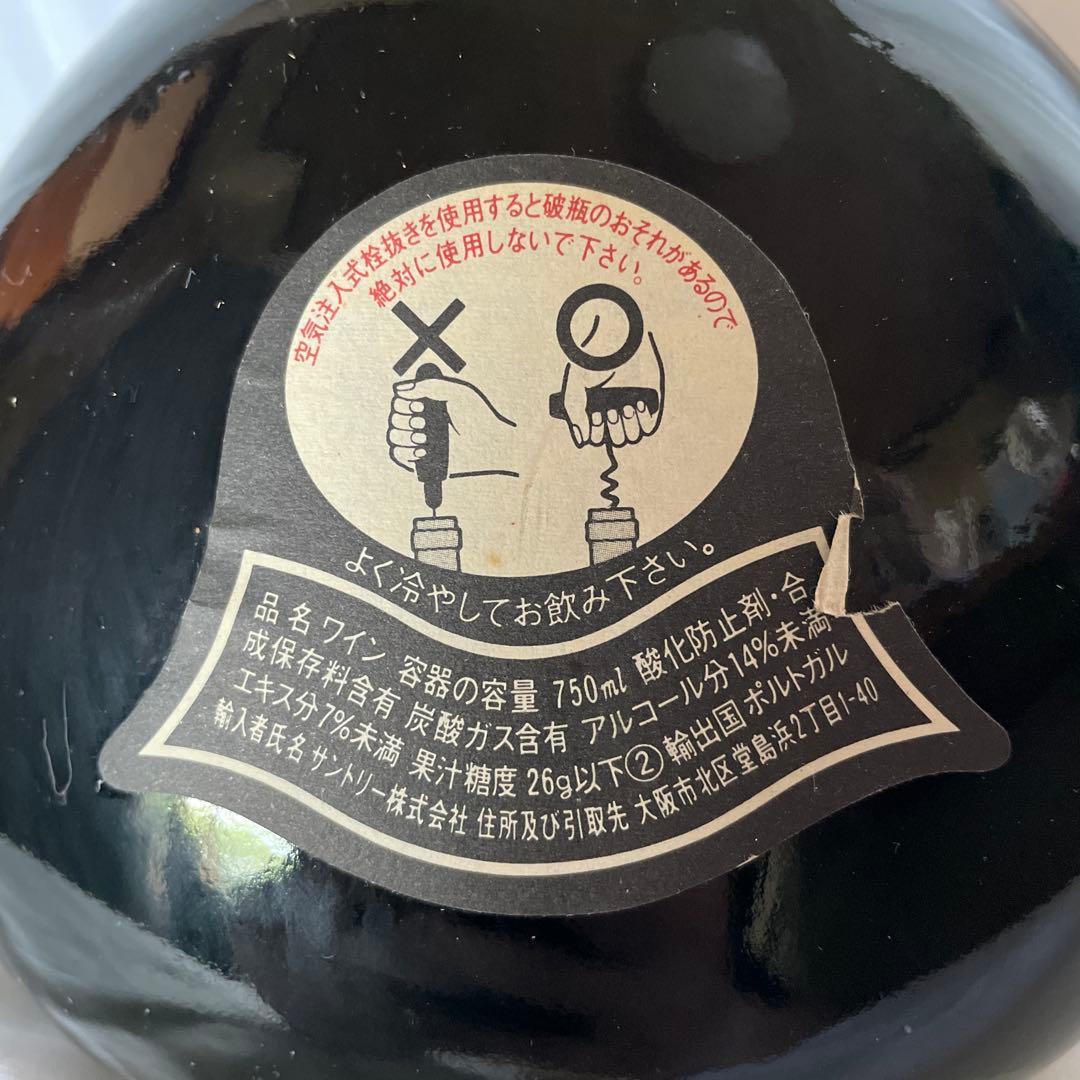 空気注入式栓抜きを使用すると破瓶のおそれがあるので
絶対に使用しないで下さい。
よく冷やしてお飲み下さい。
品名 ワイン 容器の容量 750ml 酸化防止剤・合
成保存料含有 炭酸ガス含有 アルコール分14%未満
エキス分7%未満 果汁糖度 26g以下② 輸出国 ポルトガル
輸入者氏名 サントリー株式会社 住所及び引取先 大阪市北区堂島浜2丁目1-40